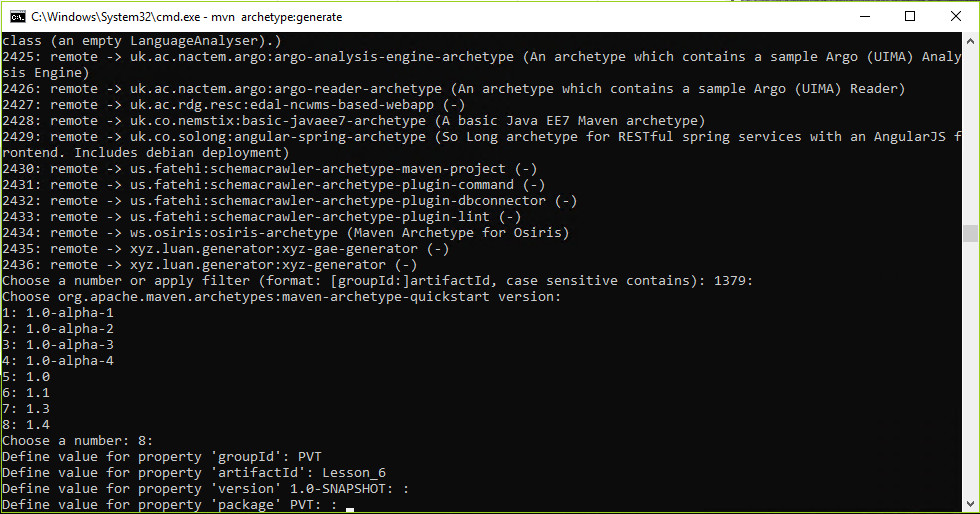 C:\Windows\System32\cmd.exe - mvn  archetype:generate
class (an empty LanguageAnalyser).)
2425: remote -> uk.ac.nactem.argo:argo-analysis-engine-archetype (An archetype which contains a sample Argo (UIMA) Analy
sis Engine)
2426: remote -> uk.ac.nactem.argo:argo-reader-archetype (An archetype which contains a sample Argo (UIMA) Reader)
2427: remote -> uk.ac.rdg.resc:edal-ncwms-based-webapp (-)
2428: remote -> uk.co.nemstix:basic-javaee7-archetype (A basic Java EE7 Maven archetype)
2429: remote -> uk.co.solong:angular-spring-archetype (So Long archetype for RESTful spring services with an AngularJS f
rontend. Includes debian deployment)
2430: remote -> us.fatehi:schemacrawler-archetype-maven-project (-)
2431: remote -> us.fatehi:schemacrawler-archetype-plugin-command (-)
2432: remote -> us.fatehi:schemacrawler-archetype-plugin-dbconnector (-)
2433: remote -> us.fatehi:schemacrawler-archetype-plugin-lint (-)
2434: remote -> ws.osiris:osiris-archetype (Maven Archetype for Osiris)
2435: remote -> xyz.luan.generator:xyz-gae-generator (-)
2436: remote -> xyz.luan.generator:xyz-generator (-)
Choose a number or apply filter (format: [groupId:]artifactId, case sensitive contains): 1379:
Choose org.apache.maven.archetypes:maven-archetype-quickstart version:
1: 1.0-alpha-1
2: 1.0-alpha-2
3: 1.0-alpha-3
4: 1.0-alpha-4
5: 1.0
6: 1.1
7: 1.3
8: 1.4
Choose a number: 8:
Define value for property 'groupId': PVT
Define value for property 'artifactId': Lesson_6
Define value for property 'version' 1.0-SNAPSHOT: :
Define value for property 'package' PVT: :